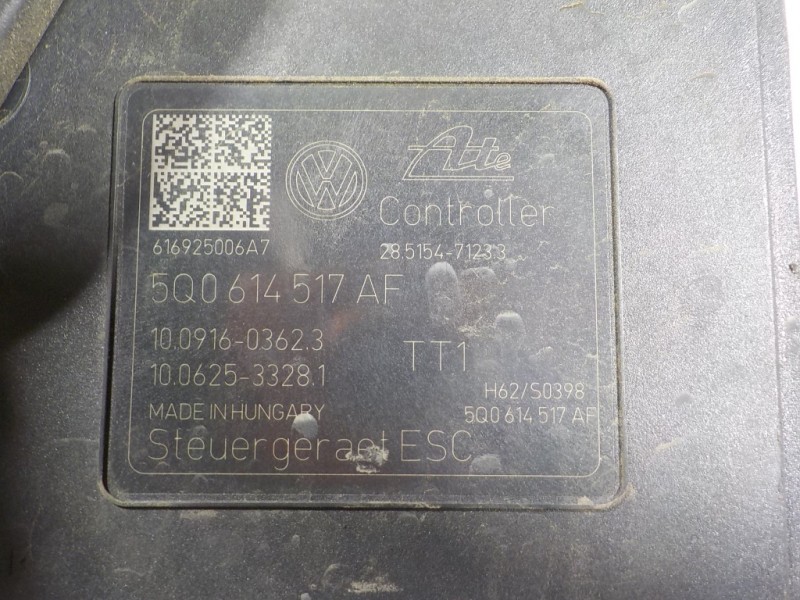 VW Ate
Controller
616925006A7 28.5154-7123.3
5Q0 614 517 AF
10.0916-0362.3
10.0625-3328.1 TT1
H62/S0398
MADE IN HUNGARY 5Q0 614 517 AF
Steuergeraet ESC